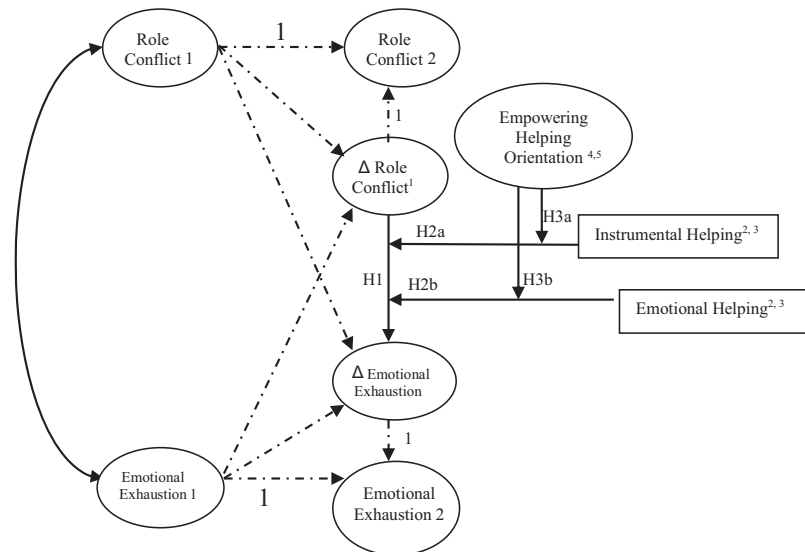 Role
Conflict 1
1
Role
Conflict 2
1
Empowering
Helping
Orientation 4,5
Δ Role
Conflict1
H3a
H2a
Instrumental Helping2, 3
H1
H2b
H3b
Emotional Helping2, 3
Δ Emotional
Exhaustion
1
Emotional
Exhaustion 1
1
Emotional
Exhaustion 2